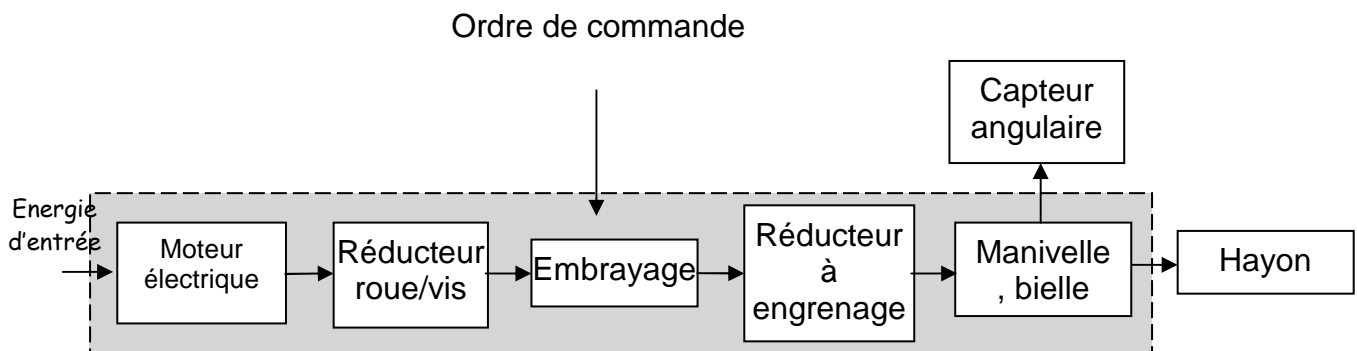 Ordre de commande
Capteur
angulaire
Energie
d'entrée
Moteur
électrique
Réducteur
roue/vis
Embrayage
Réducteur
à
engrenage
Manivelle
, bielle
Hayon